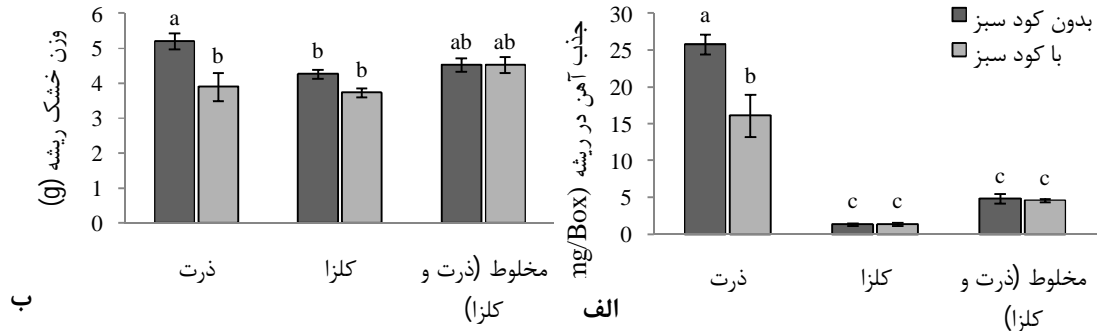 بدون کود سبز
با کود سبز
جذب آهن در ریشه (mg/Box)
30
25
20
15
10
5
0
a
b
c
c
c
c
ذرت
کلزا
مخلوط (ذرت و
کلزا)
الف
وزن خشک ریشه (g)
6
5
4
3
2
1
0
a
b
b
b
ab
ab
ذرت
کلزا
مخلوط (ذرت و
کلزا)
ب